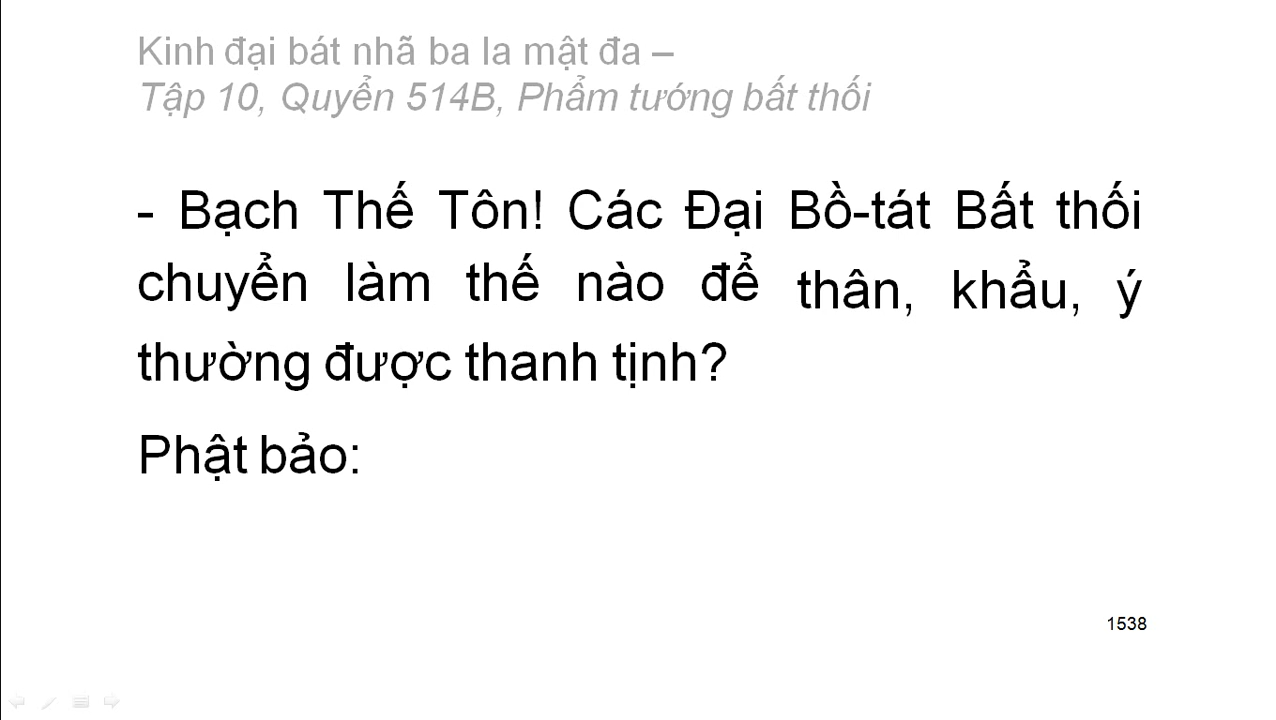 Kinh đại bát nhã ba la mật đa –
Tập 10, Quyển 514B, Phẩm tướng bất thối
- Bạch Thế Tôn! Các Đại Bồ-tát Bất thối
chuyển làm thế nào để thân, khẩu, ý
thường được thanh tịnh?
Phật bảo:
1538